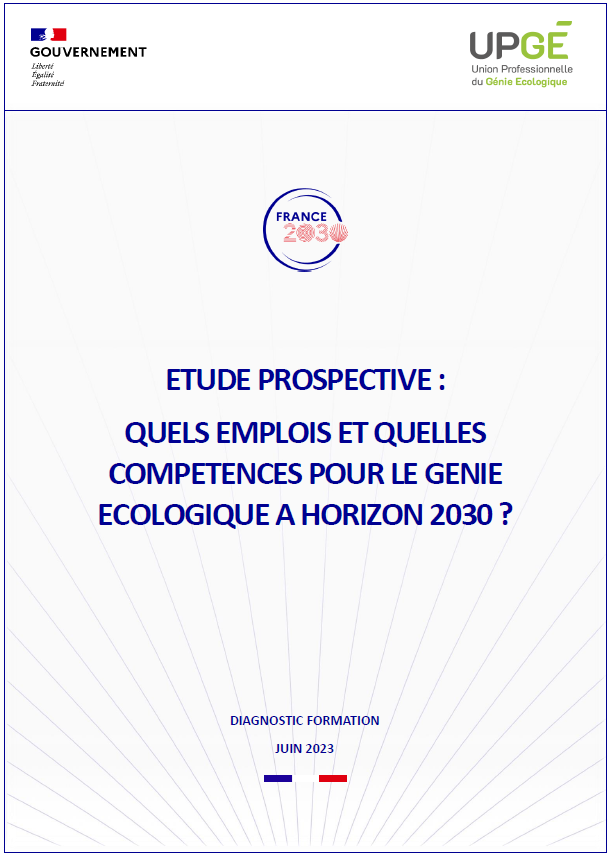 GOUVERNEMENT
Liberté
Égalité
Fraternité
UPGÉ
Union Professionnelle
du Génie Ecologique
FRANCE
2030
ETUDE PROSPECTIVE :
QUELS EMPLOIS ET QUELLES
COMPETENCES POUR LE GENIE
ECOLOGIQUE A HORIZON 2030 ?
DIAGNOSTIC FORMATION
JUIN 2023